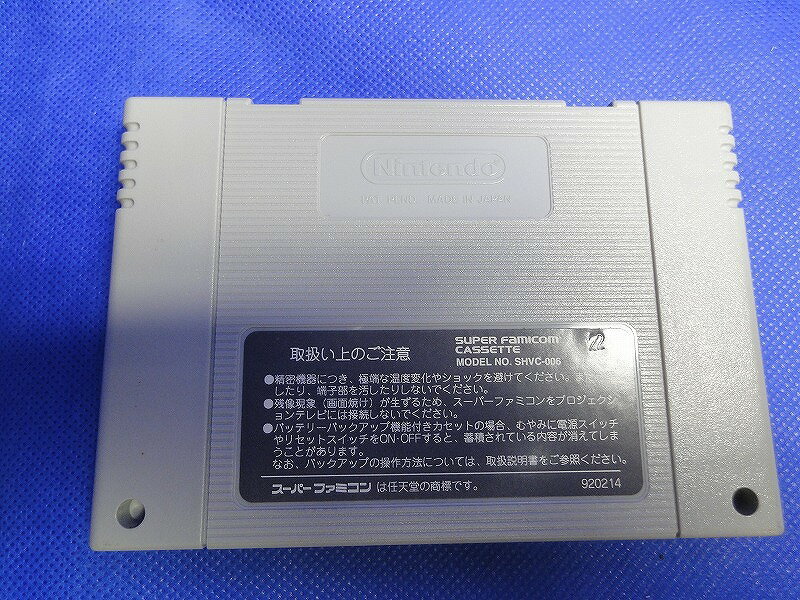 Nintendo
PAT. PEND. MADE IN JAPAN
取扱い上のご注意
SUPER FAMICOM
CASSETTE
MODEL NO. SHVC-006
●精密機器につき、極端な温度変化やショックを避けてください。
したり、端子部を汚したりしないでください。
●残像現象（画面焼け）が生ずるため、スーパーファミコンをプロジェクシ
ョンテレビには接続しないでください。
●バッテリーバックアップ機能付きカセットの場合、むやみに電源スイッチ
やリセットスイッチをON-OFFすると、蓄積されている内容が消えてしま
うことがあります。
なお、バックアップの操作方法については、取扱説明書をご参照ください。
スーパーファミコンは任天堂の商標です。
920214